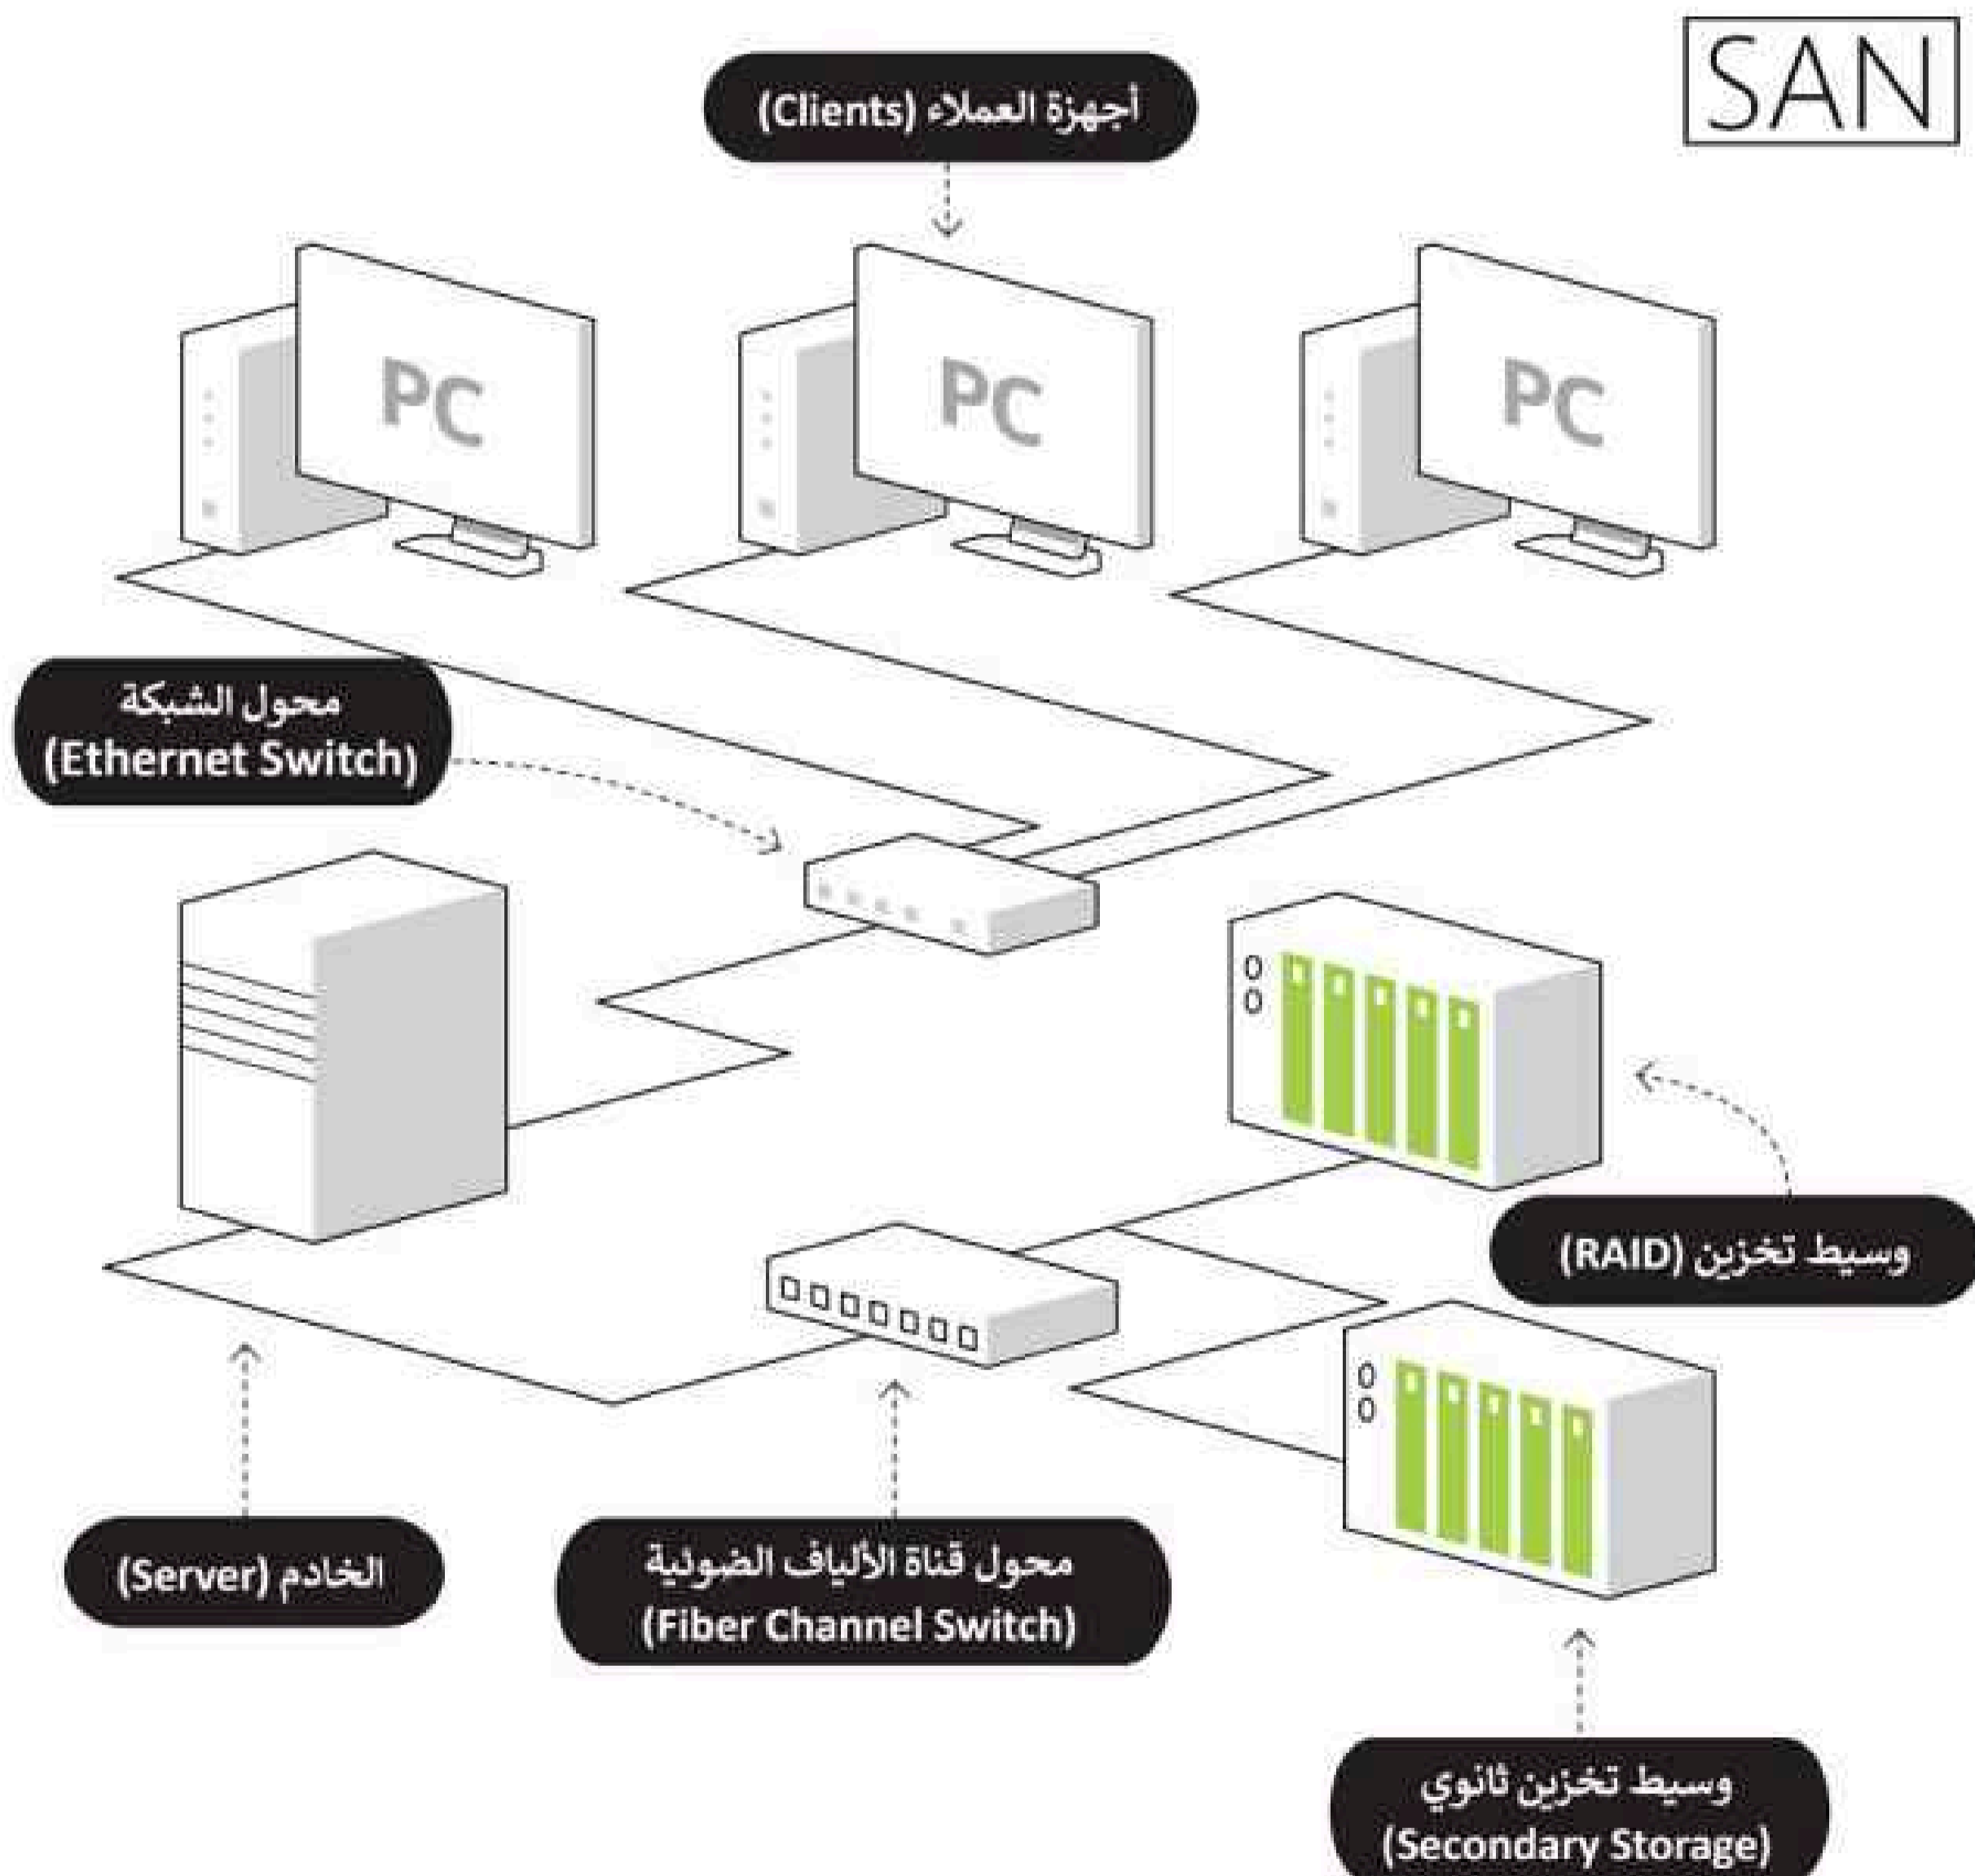 SAN
أجهزة العملاء (Clients)
PC
PC
PC
محول الشبكة
(Ethernet Switch)
وسيط تخزين (RAID)
الخادم (Server)
محول قناة الألياف الضوئية
(Fiber Channel Switch)
وسيط تخزين ثانوي
(Secondary Storage)